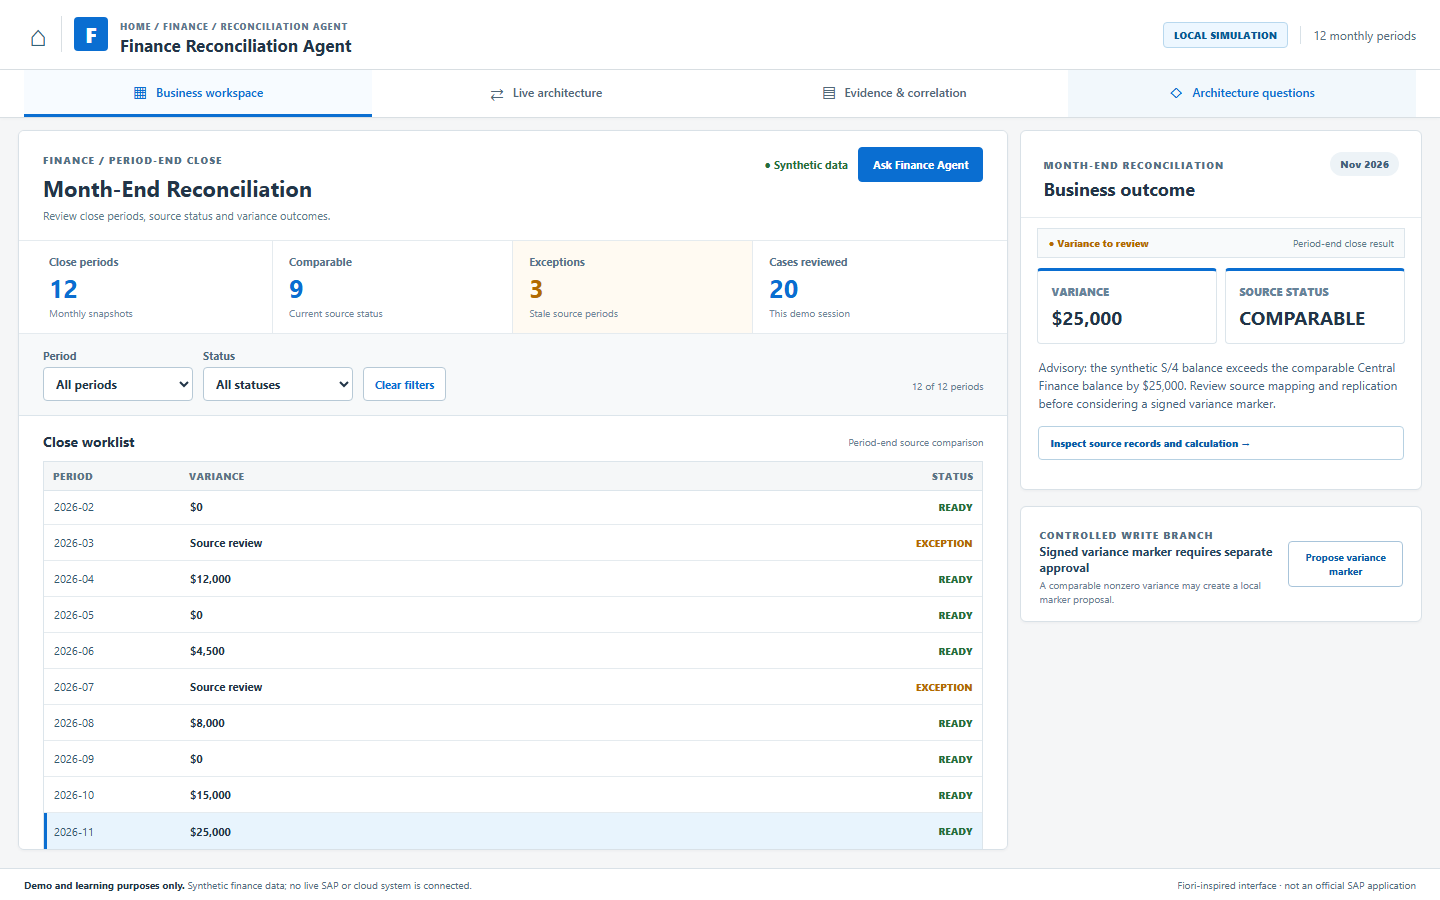 HOME / FINANCE / RECONCILIATION AGENT
F
Finance Reconciliation Agent
LOCAL SIMULATION
12 monthly periods
Business workspace
Live architecture
Evidence & correlation
Architecture questions
FINANCE / PERIOD-END CLOSE
Month-End Reconciliation
Review close periods, source status and variance outcomes.
● Synthetic data
Ask Finance Agent
Close periods
12
Monthly snapshots
Comparable
9
Current source status
Exceptions
3
Stale source periods
Cases reviewed
20
This demo session
Period
All periods
Status
All statuses
Clear filters
12 of 12 periods
Close worklist
Period-end source comparison
PERIOD VARIANCE STATUS
2026-02 $0 READY
2026-03 Source review EXCEPTION
2026-04 $12,000 READY
2026-05 $0 READY
2026-06 $4,500 READY
2026-07 Source review EXCEPTION
2026-08 $8,000 READY
2026-09 $0 READY
2026-10 $15,000 READY
2026-11 $25,000 READY
MONTH-END RECONCILIATION
Nov 2026
Business outcome
● Variance to review
Period-end close result
VARIANCE
$25,000
SOURCE STATUS
COMPARABLE
Advisory: the synthetic S/4 balance exceeds the comparable Central
Finance balance by $25,000. Review source mapping and replication
before considering a signed variance marker.
Inspect source records and calculation →
CONTROLLED WRITE BRANCH
Signed variance marker requires separate
approval
A comparable nonzero variance may create a local
marker proposal.
Propose variance
marker
Demo and learning purposes only. Synthetic finance data; no live SAP or cloud system is connected.
Fiori-inspired interface · not an official SAP application